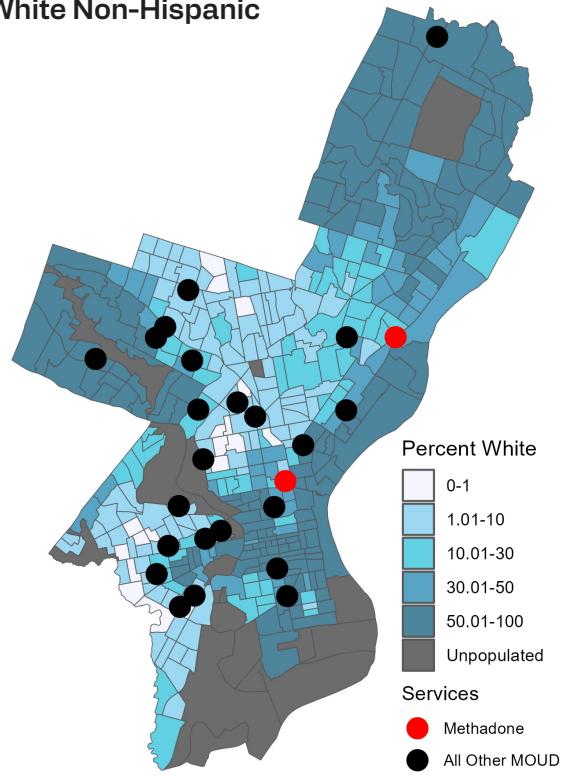 White Non-Hispanic
Percent White
0-1
1.01-10
10.01-30
30.01-50
50.01-100
Unpopulated
Services
Methadone
All Other MOUD